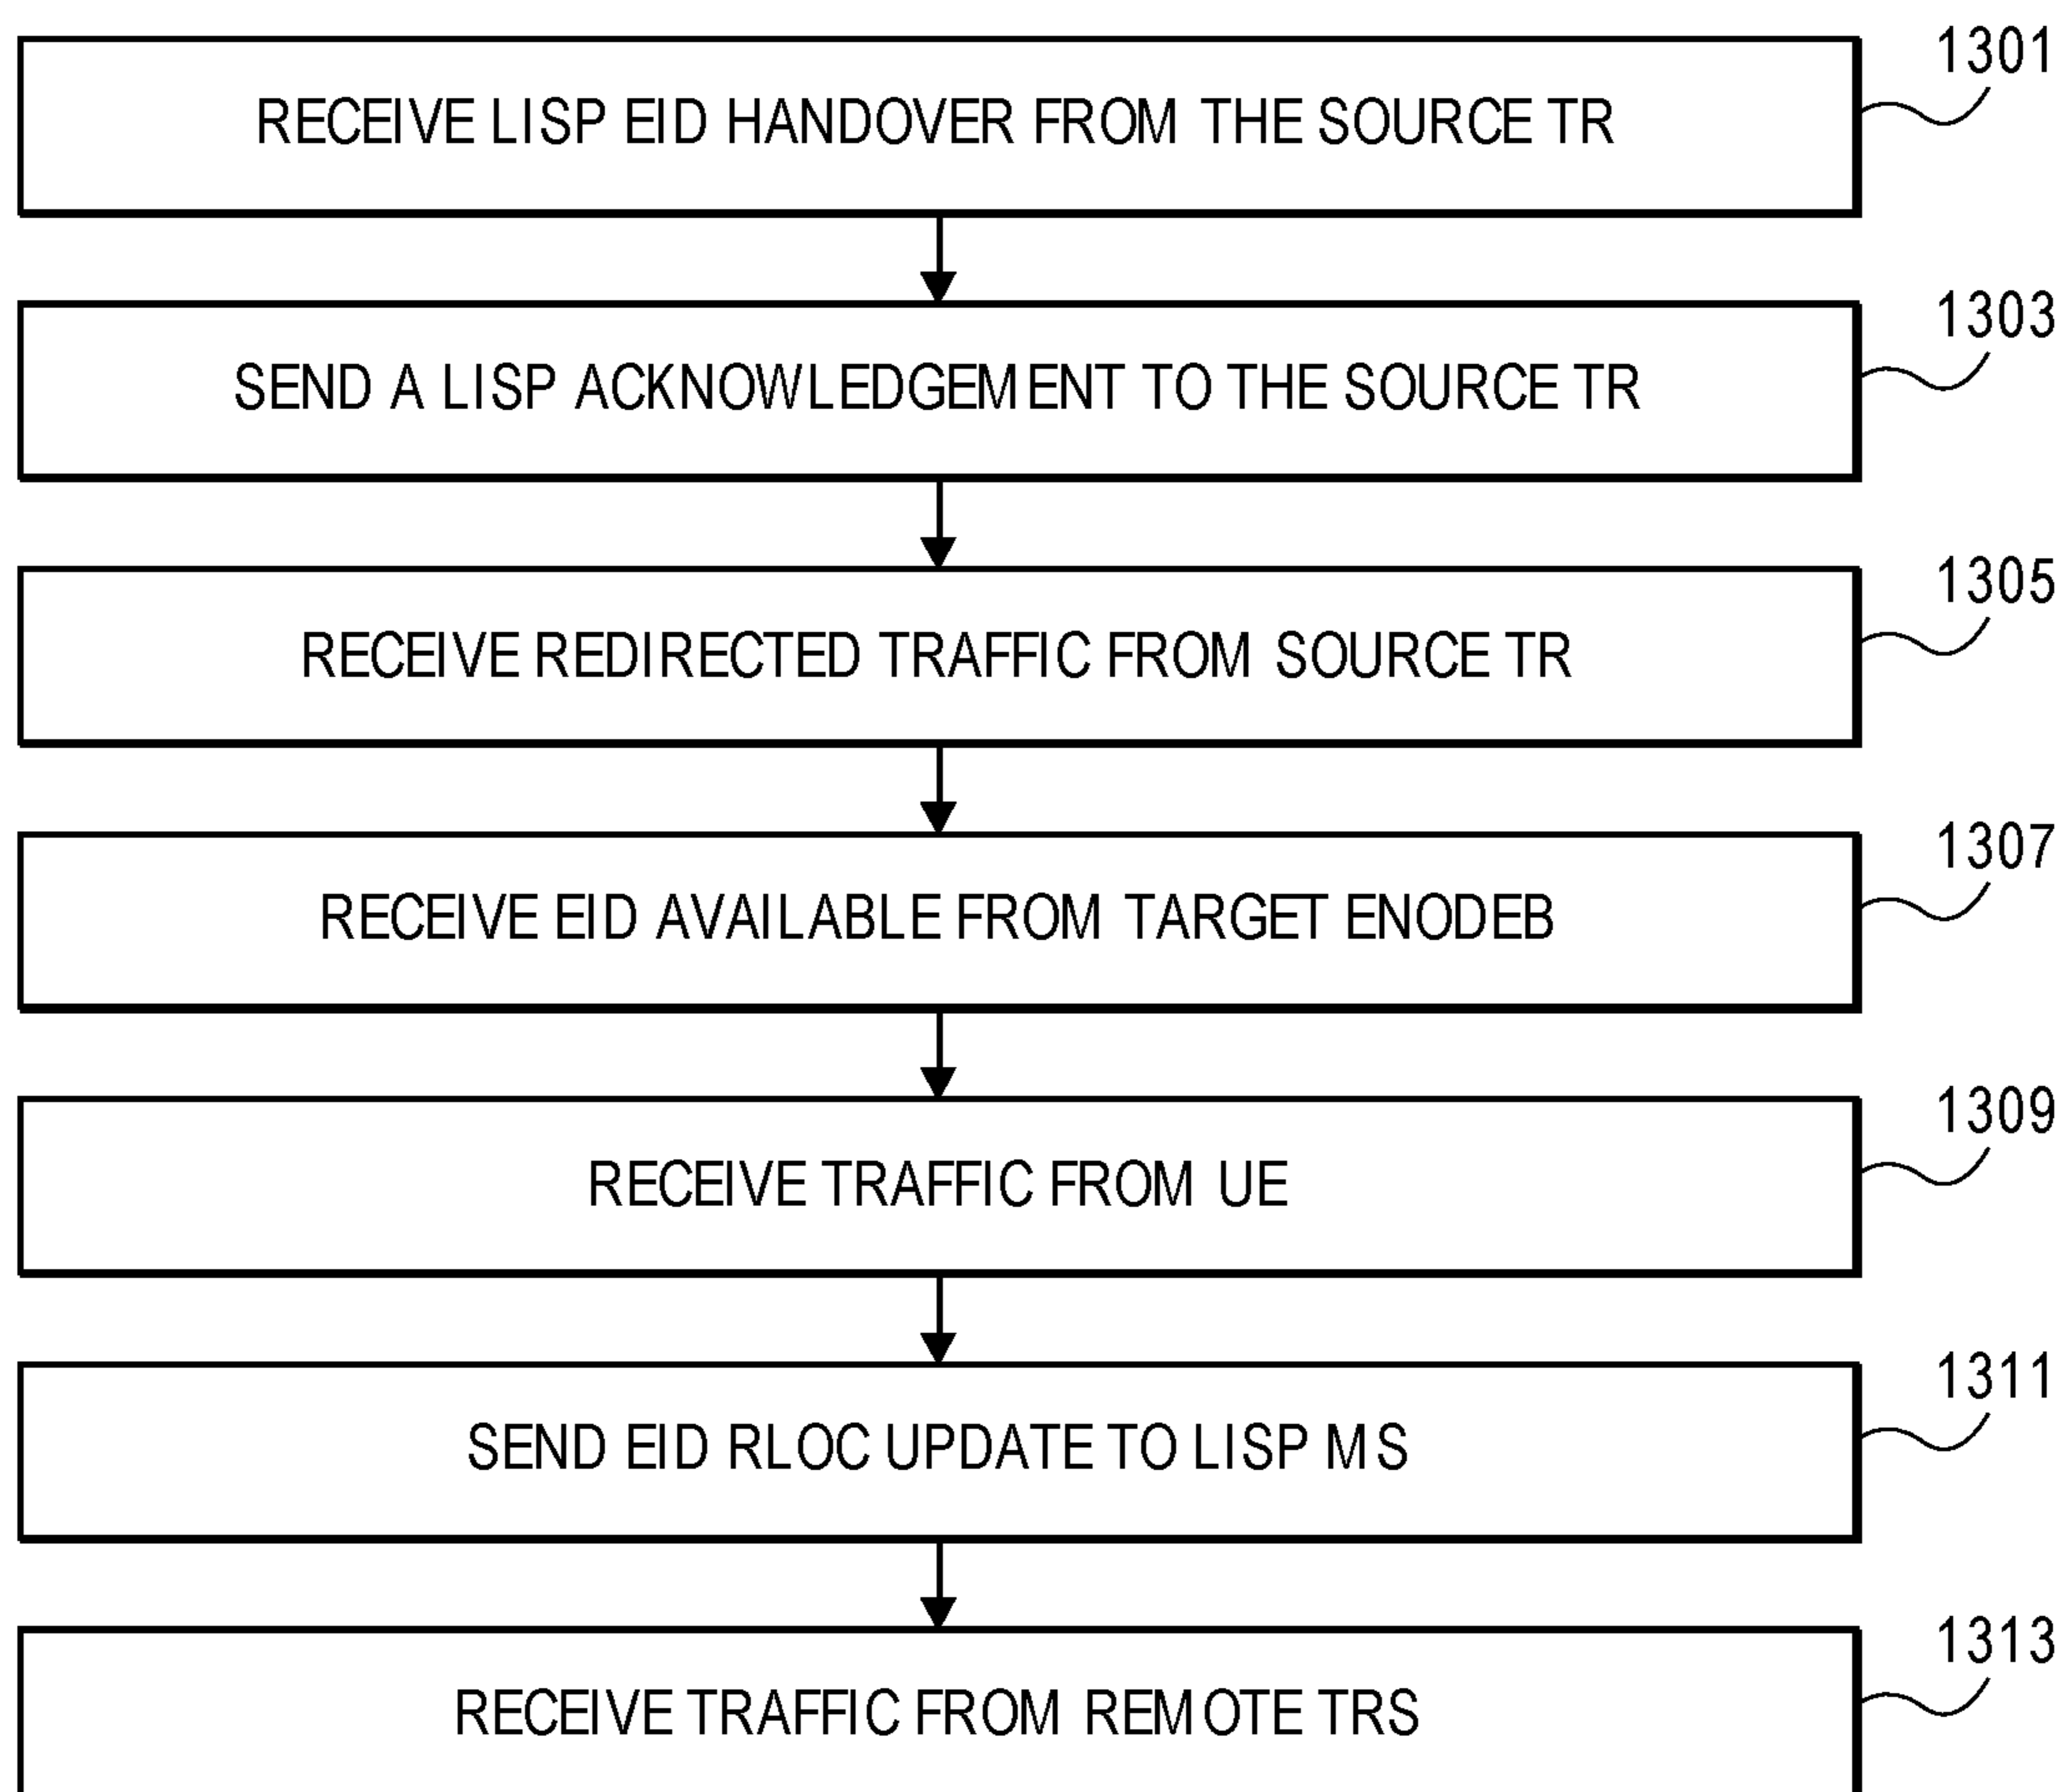 1301
RECEIVE LISP EID HANDOVER FROM THE SOURCE TR
1303
SEND A LISP ACKNOWLEDGEMENT TO THE SOURCE TR
1305
RECEIVE REDIRECTED TRAFFIC FROM SOURCE TR
1307
RECEIVE EID AVAILABLE FROM TARGET ENODEB
1309
RECEIVE TRAFFIC FROM UE
1311
SEND EID RLOC UPDATE TO LISP MS
1313
RECEIVE TRAFFIC FROM REMOTE TRS